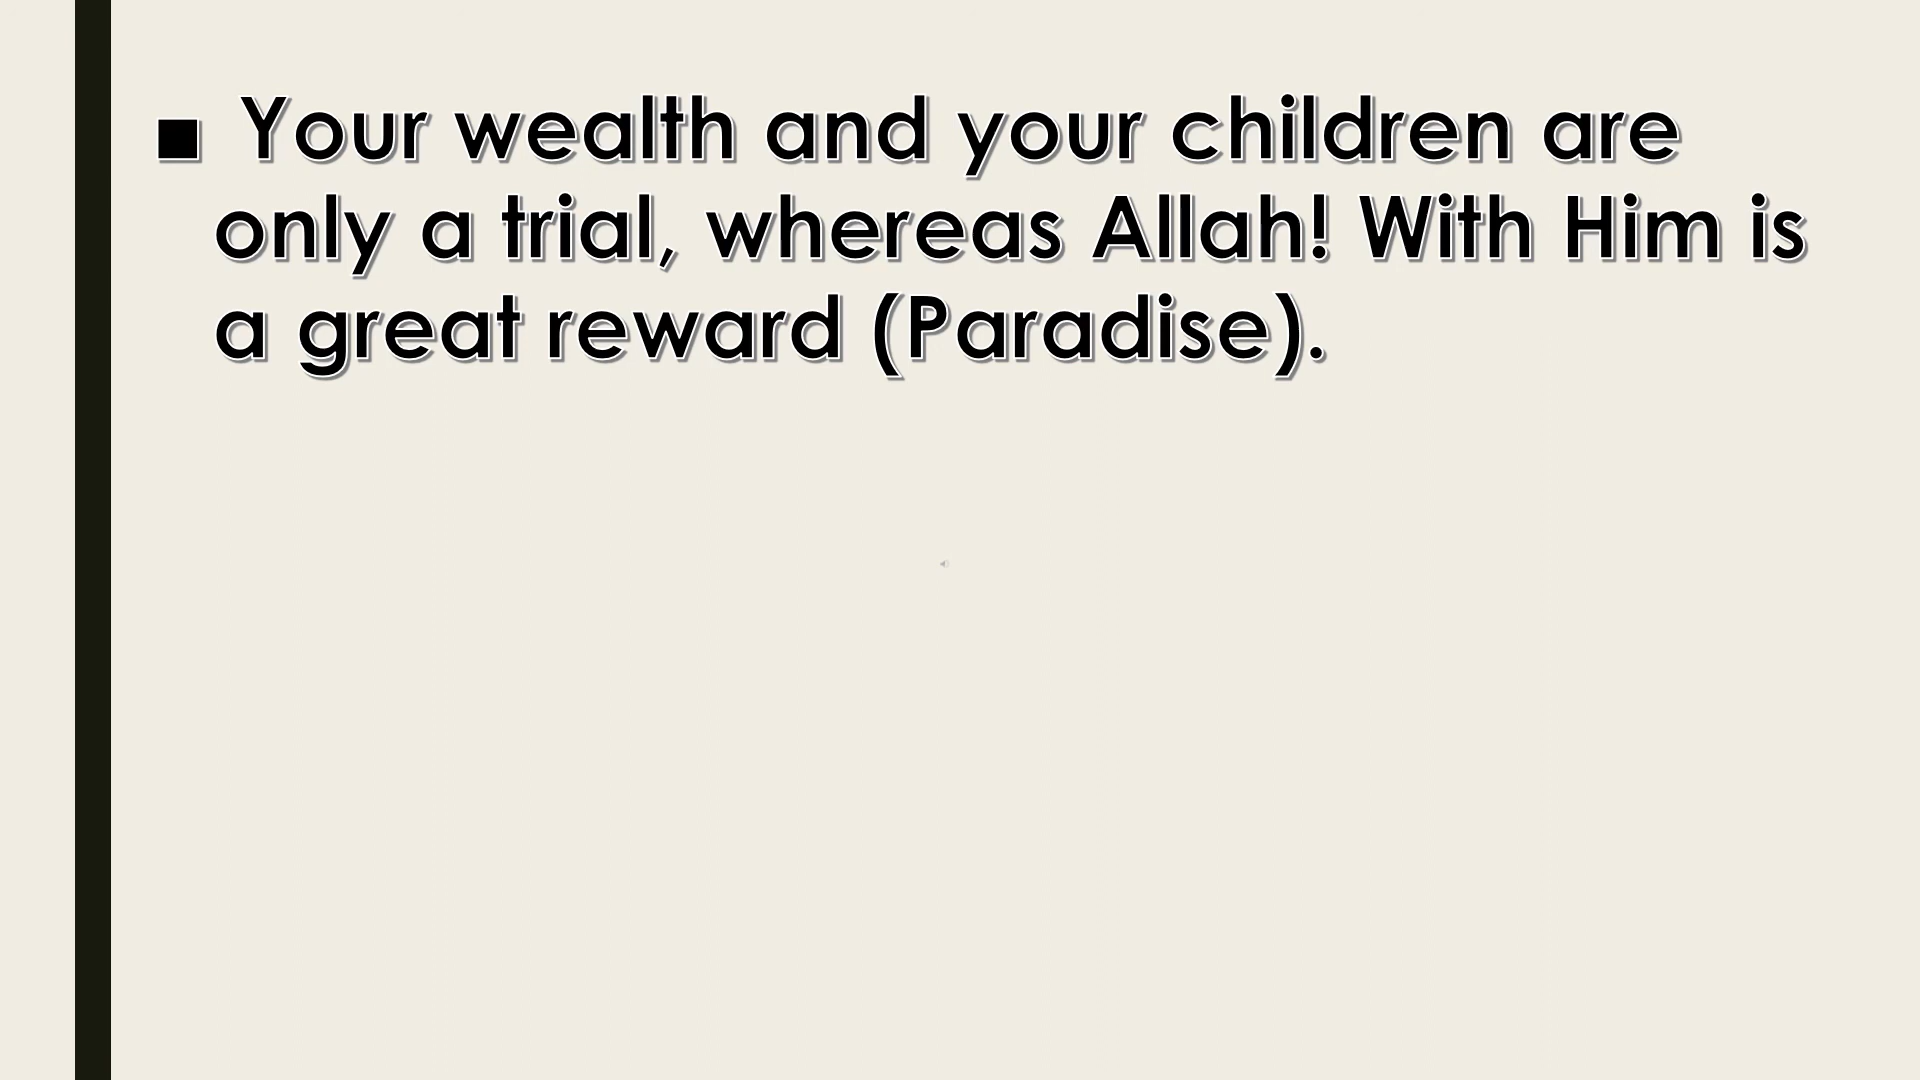 ■ Your wealth and your children are
only a trial, whereas Allah! With Him is
a great reward (Paradise).